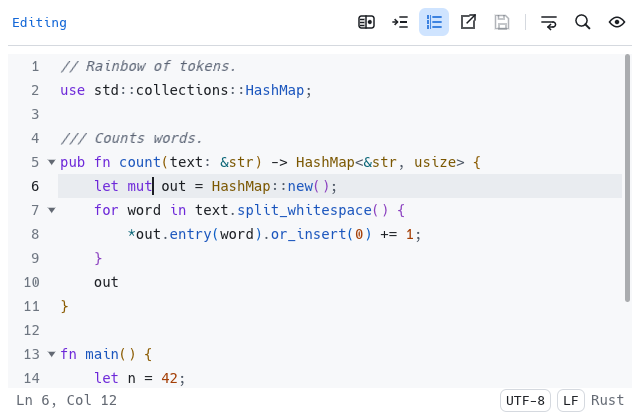 Editing
1 // Rainbow of tokens.
2 use std::collections::HashMap;
3
4 /// Counts words.
5 pub fn count(text: &str) -> HashMap<&str, usize> {
6     let mut out = HashMap::new();
7     for word in text.split_whitespace() {
8         *out.entry(word).or_insert(0) += 1;
9     }
10     out
11 }
12
13 fn main() {
14     let n = 42;
Ln 6, Col 12 UTF-8 LF Rust